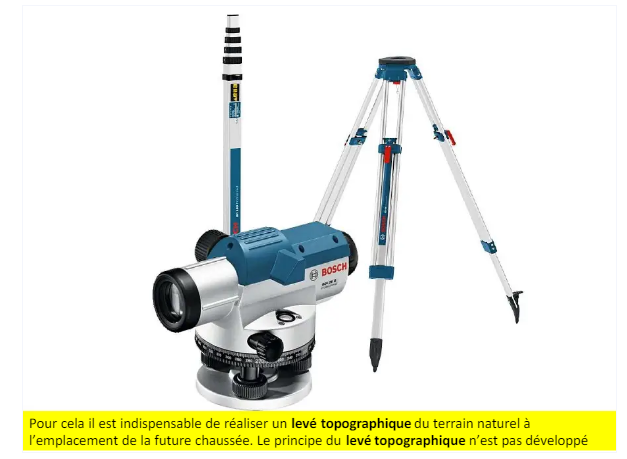 BOSCH
Pour cela il est indispensable de réaliser un levé topographique du terrain naturel à
l’emplacement de la future chaussée. Le principe du levé topographique n’est pas développé